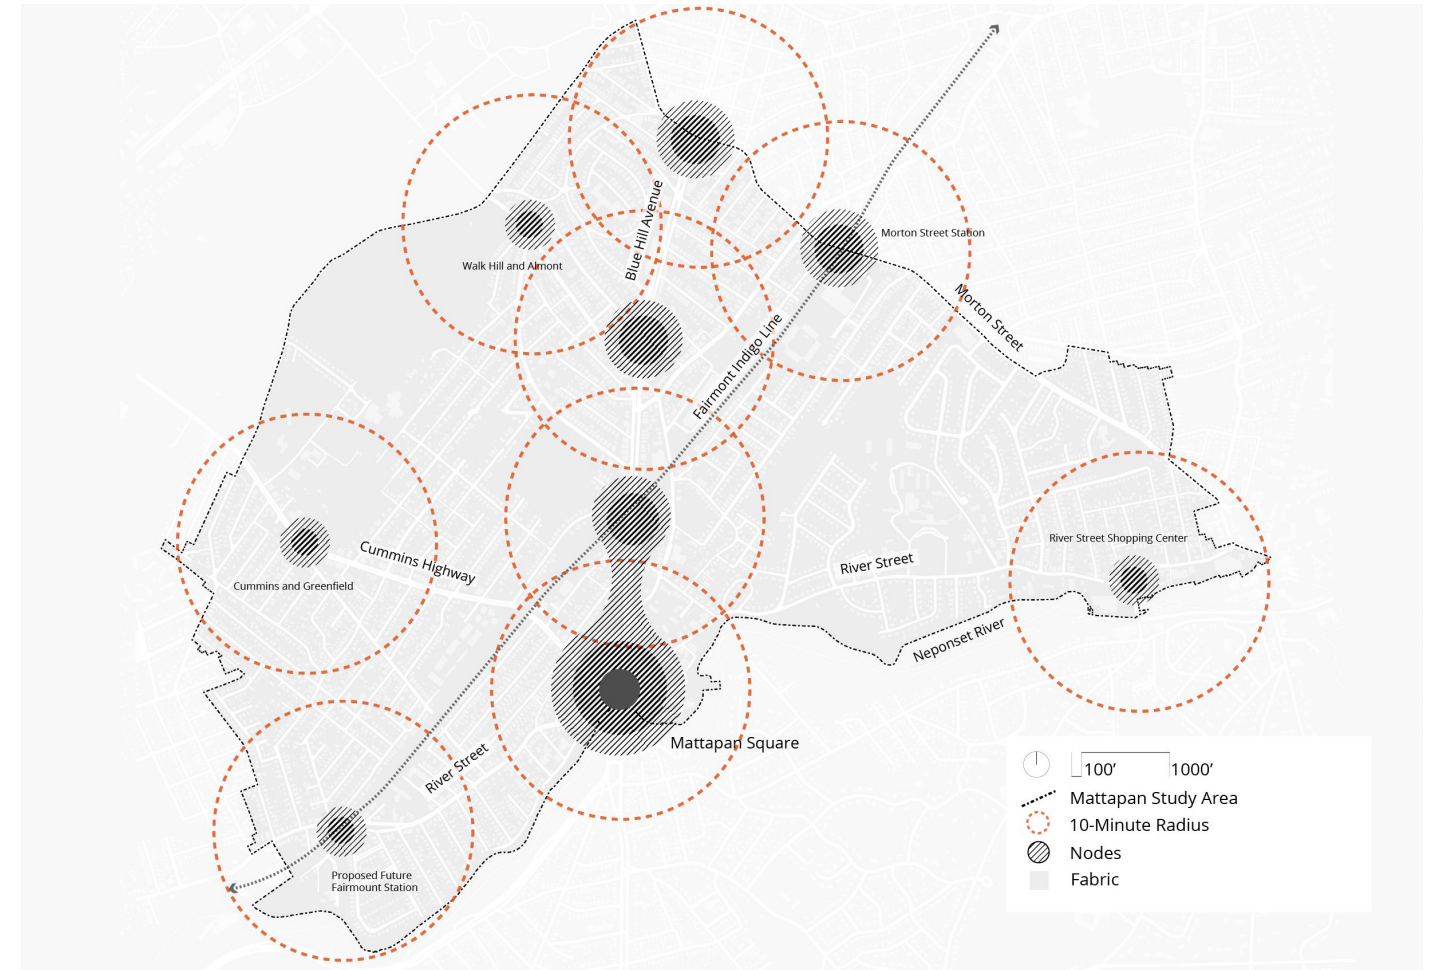 Blue Hill Avenue
Morton Street Station
Walk Hill and Almont
Morton Street
Fairmont Indigo Line
River Street Shopping Center
Cummins Highway
River Street
Cummins and Greenfield
Neponset River
Mattapan Square
River Street
Proposed Future
Fairmount Station
100’ 1000’
Mattapan Study Area
10-Minute Radius
Nodes
Fabric